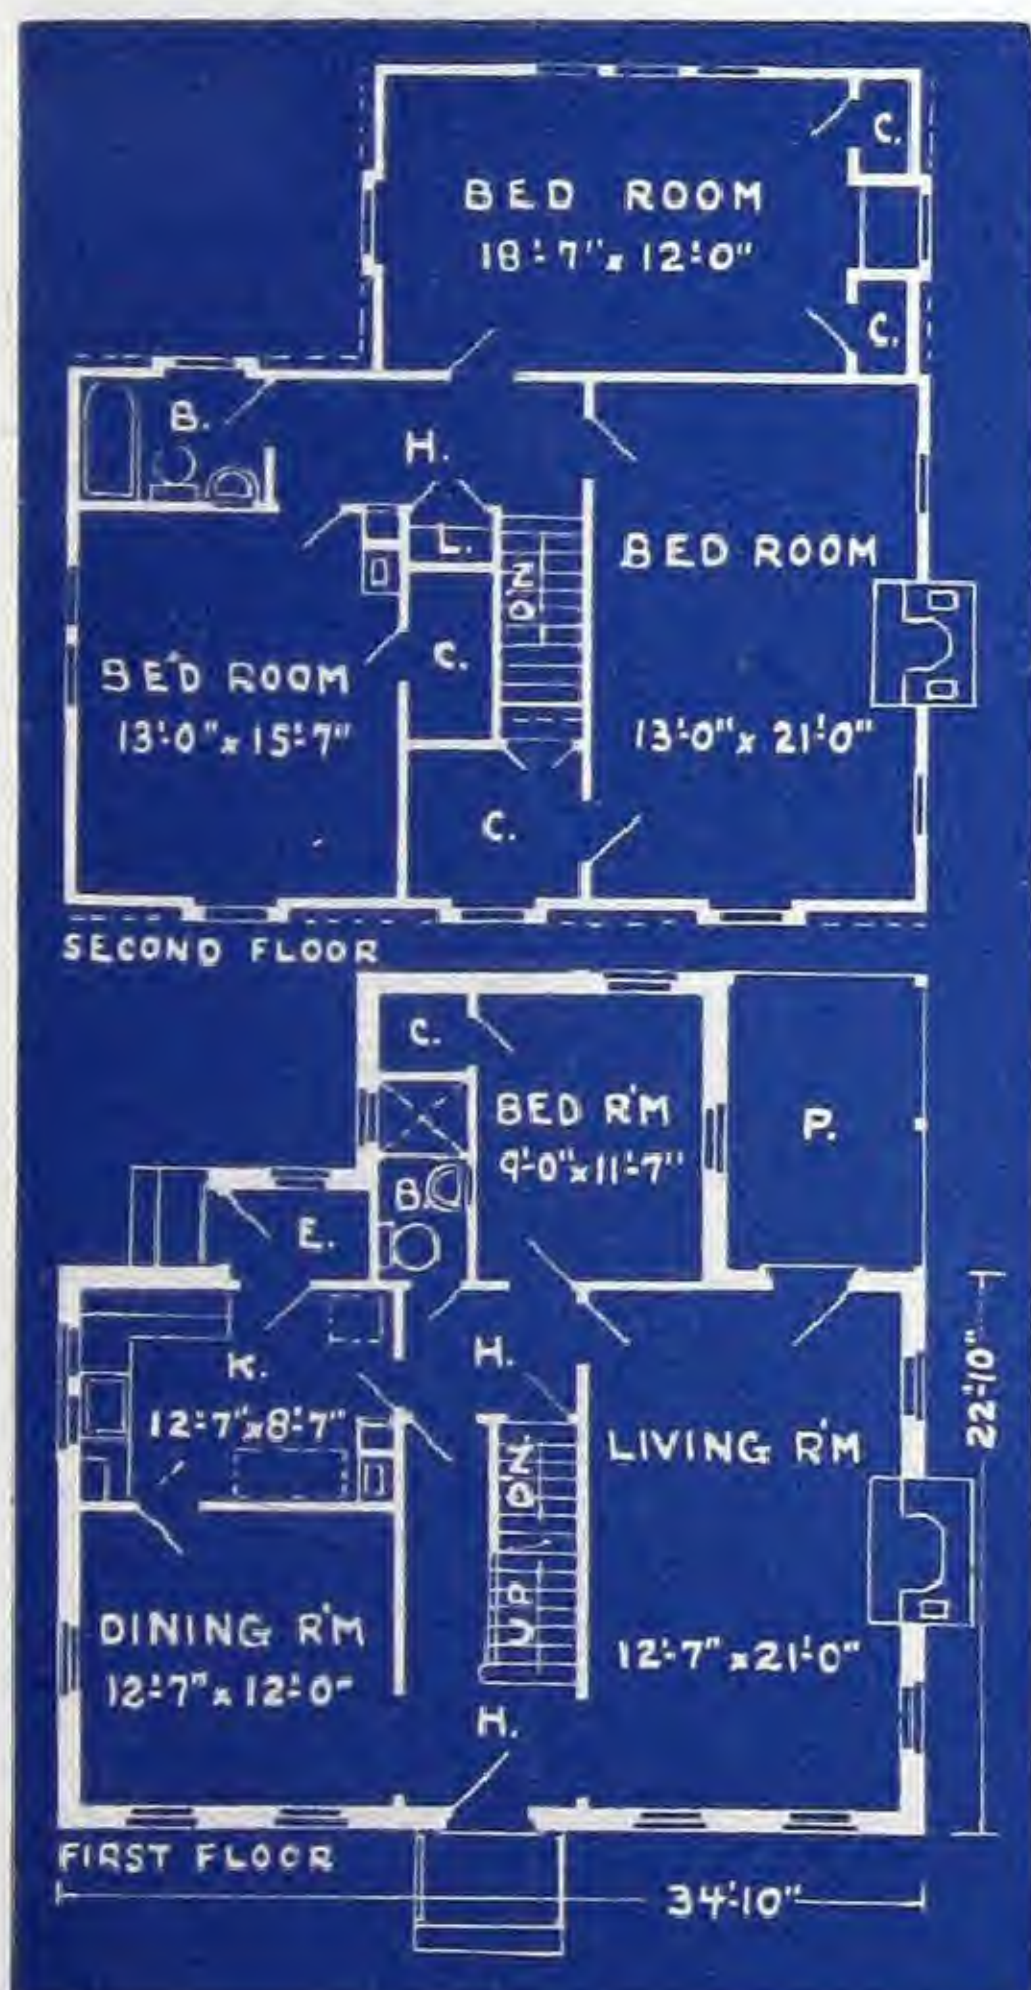 C.
BED ROOM
18'-7" x 12'-0"
C.
B.
H.
L.
DN
BED ROOM
C.
BED ROOM
13'-0" x 15'-7"
13'-0" x 21'-0"
C.
SECOND FLOOR
C.
BED R'M
9'-0" x 11'-7"
P.
B.
E.
H.
K.
12'-7" x 8'-7"
22'-10"
LIVING R'M
DN.
UP
DINING R'M
12'-7" x 12'-0"
12'-7" x 21'-0"
H.
FIRST FLOOR
34'-10"